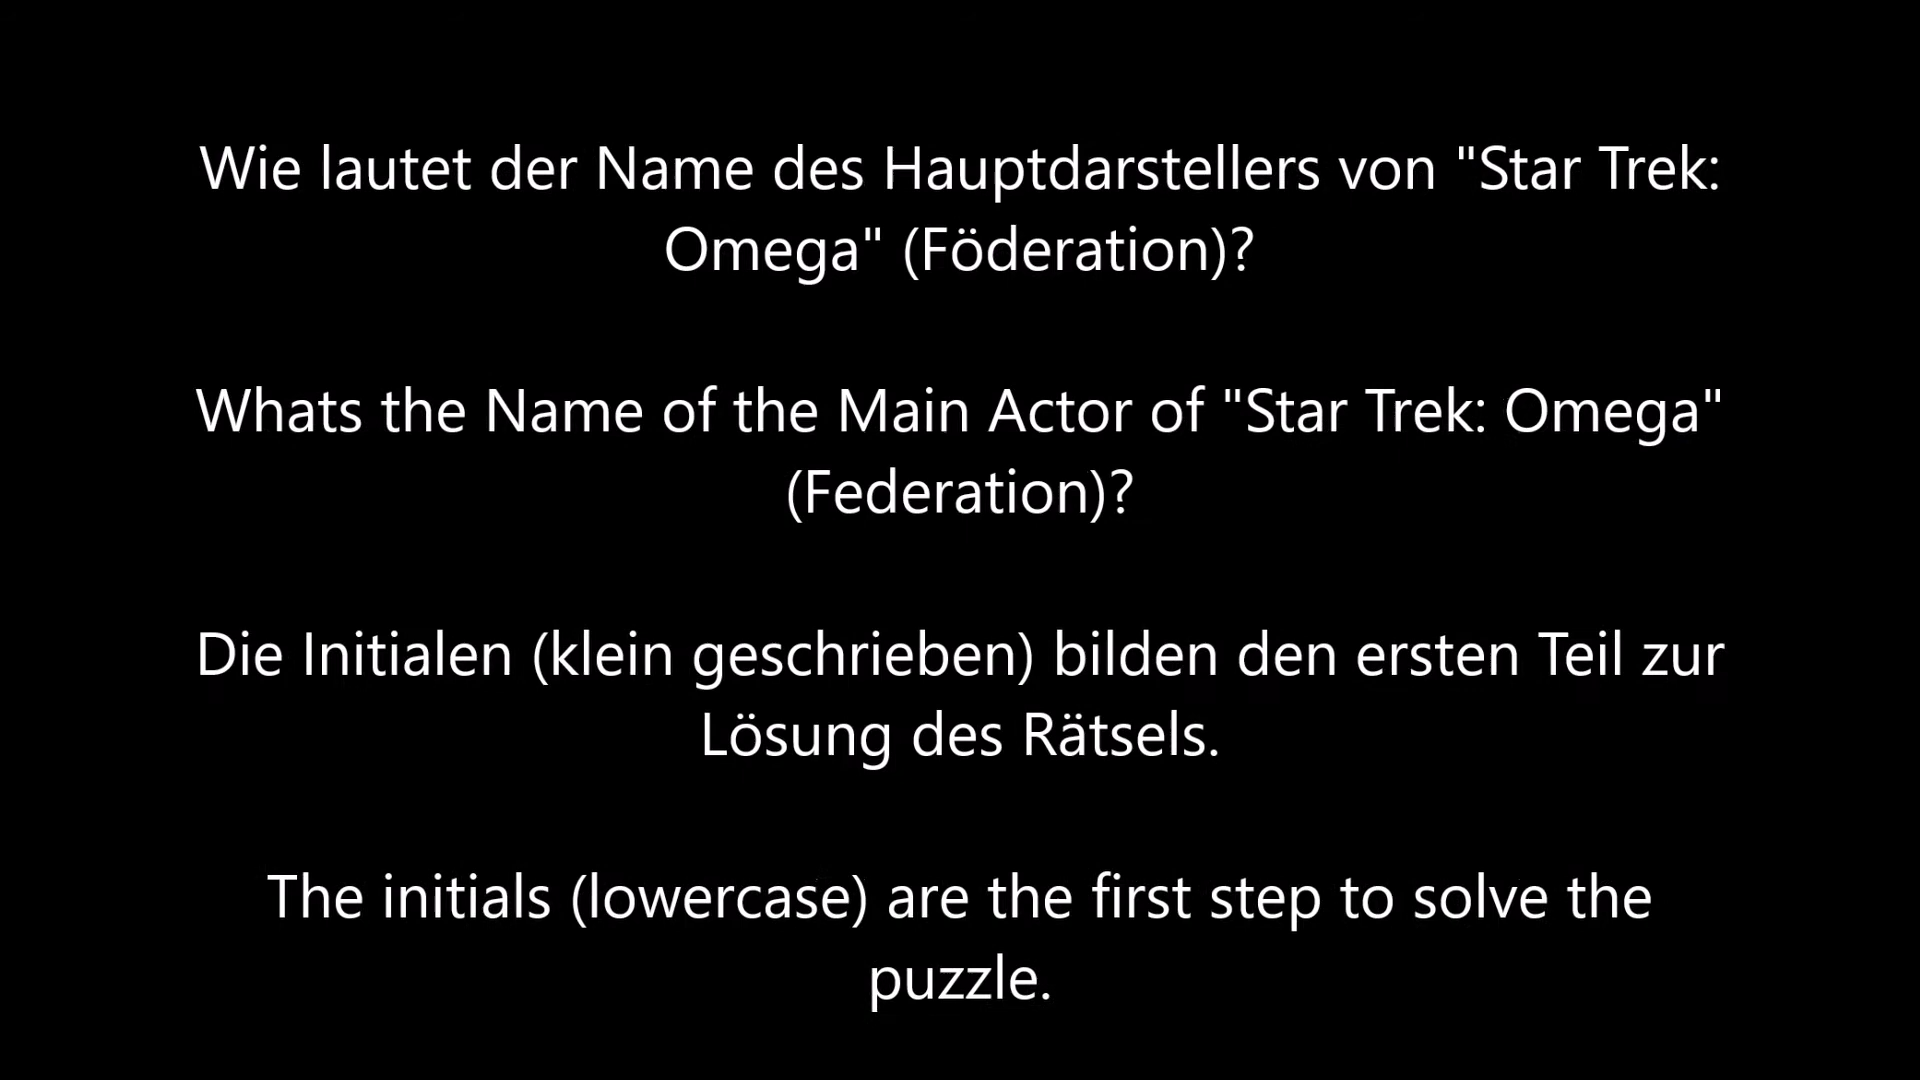 Wie lautet der Name des Hauptdarstellers von "Star Trek:
Omega" (Föderation)?
Whats the Name of the Main Actor of "Star Trek: Omega"
(Federation)?
Die Initialen (klein geschrieben) bilden den ersten Teil zur
Lösung des Rätsels.
The initials (lowercase) are the first step to solve the
puzzle.